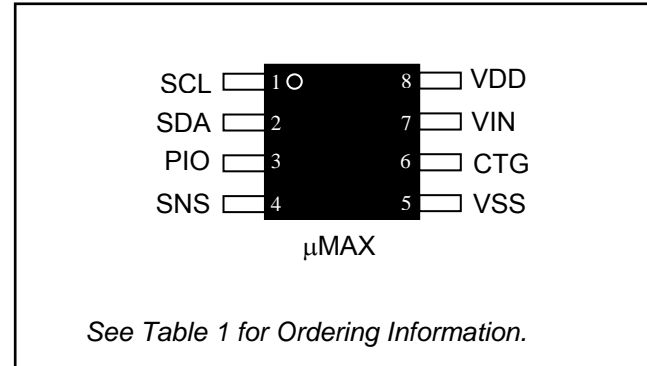 SCL 1 8 VDD
SDA 2 7 VIN
PIO 3 6 CTG
SNS 4 5 VSS
µMAX
See Table 1 for Ordering Information.